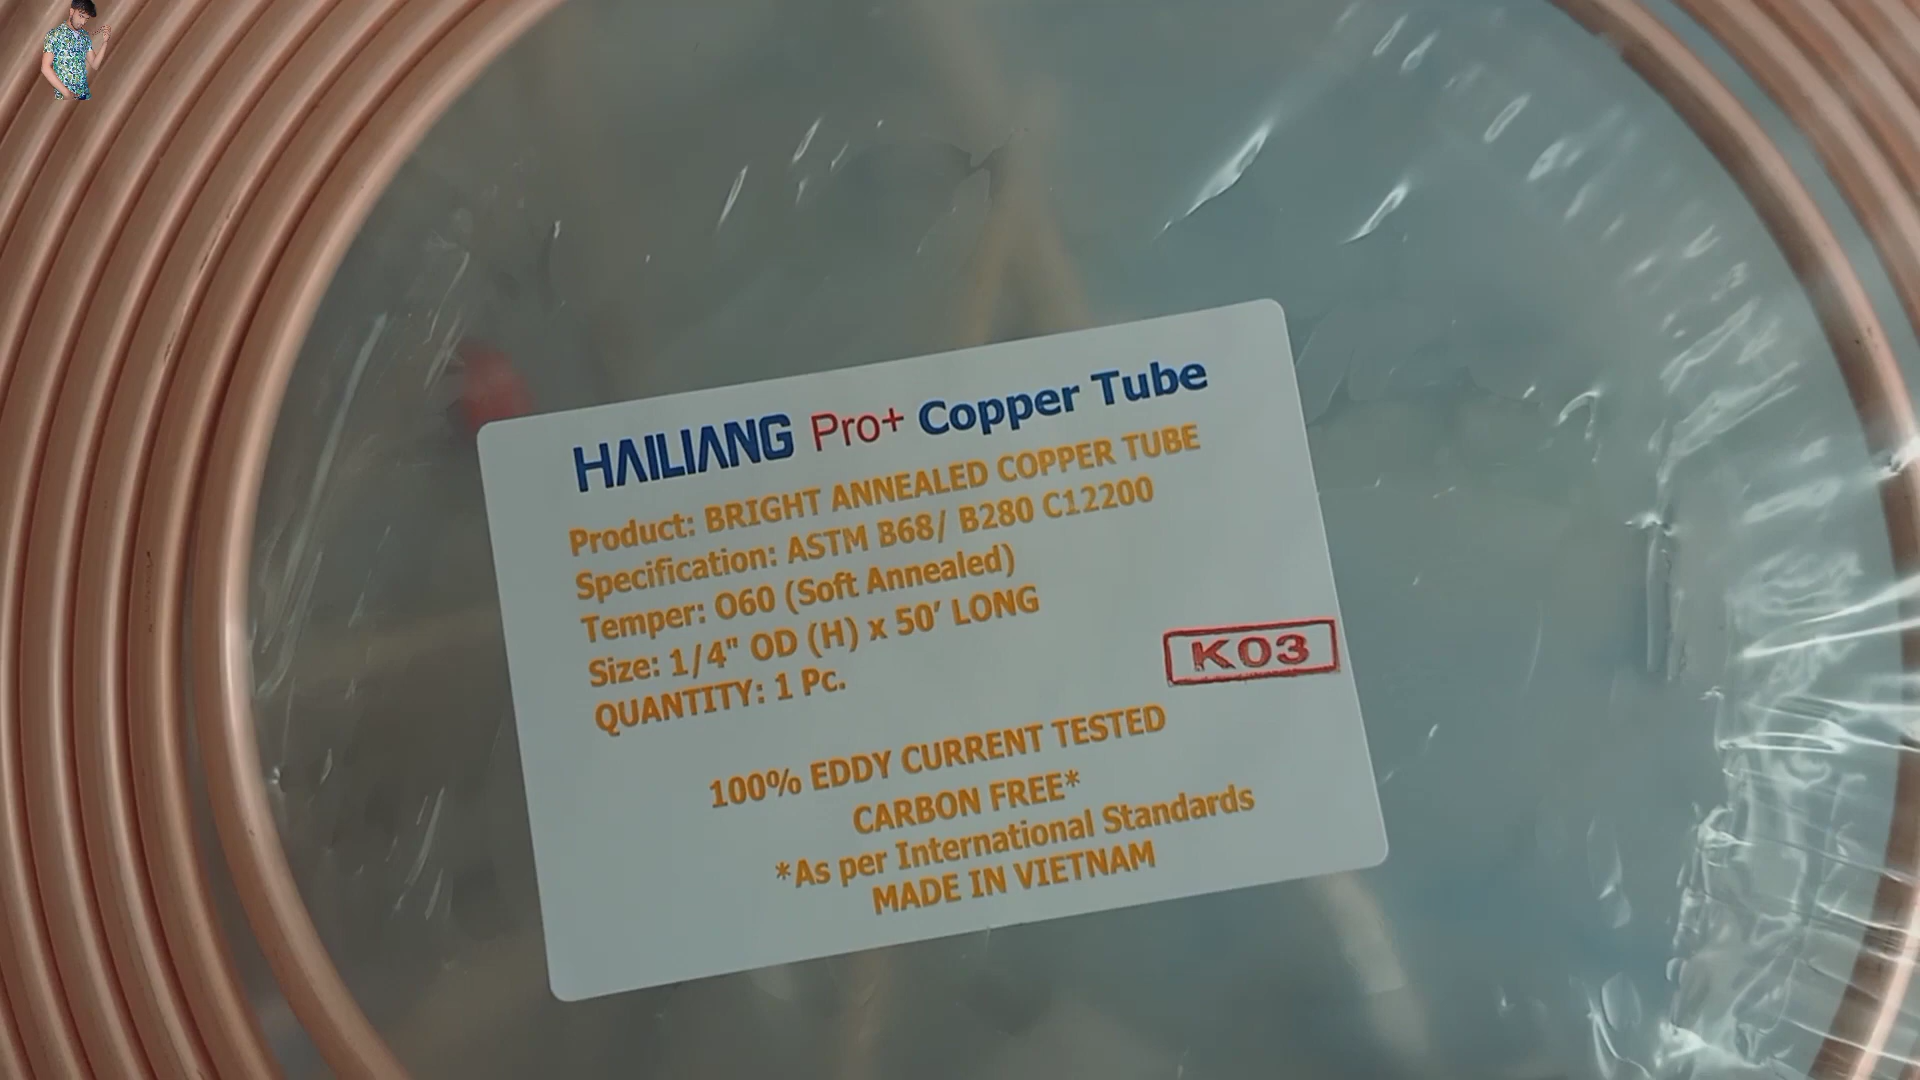 HAILIANG Pro+ Copper Tube
Product: BRIGHT ANNEALED COPPER TUBE
Specification: ASTM B68/ B280 C12200
Temper: O60 (Soft Annealed)
Size: 1/4" OD (H) x 50' LONG
QUANTITY: 1 Pc.
K03
100% EDDY CURRENT TESTED
CARBON FREE*
*As per International Standards
MADE IN VIETNAM